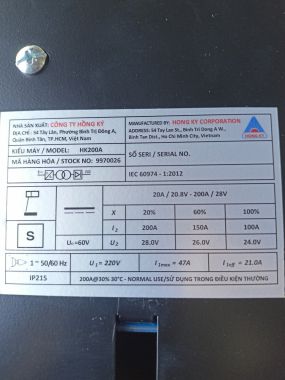 NHÀ SẢN XUẤT: CÔNG TY HỒNG KÝ
ĐỊA CHỈ : 54 Tây Lân, Phường Bình Trị Đông A,
Quận Bình Tân, TP.HCM, Việt Nam
MANUFACTURED BY : HONG KY CORPORATION
ADDRESS: 54 Tay Lan St., Binh Tri Dong A W.,
Binh Tan Dist., Ho Chi Minh City, Vietnam
HONG KY
KIỂU MÁY / MODEL: HK200A
MÃ HÀNG HÓA / STOCK NO: 9970026
SỐ SERI / SERIAL NO.
IEC 60974 - 1:2012
20A / 20.8V - 200A / 28V
X 20% 60% 100%
S
U₀=60V
I₂ 200A 150A 100A
U₂ 28.0V 26.0V 24.0V
1 ~ 50/60 Hz U₁= 220V I₁max = 47A I₁eff = 21.0A
IP21S 200A@30% 30°C - NORMAL USE/SỬ DỤNG TRONG ĐIỀU KIỆN THƯỜNG